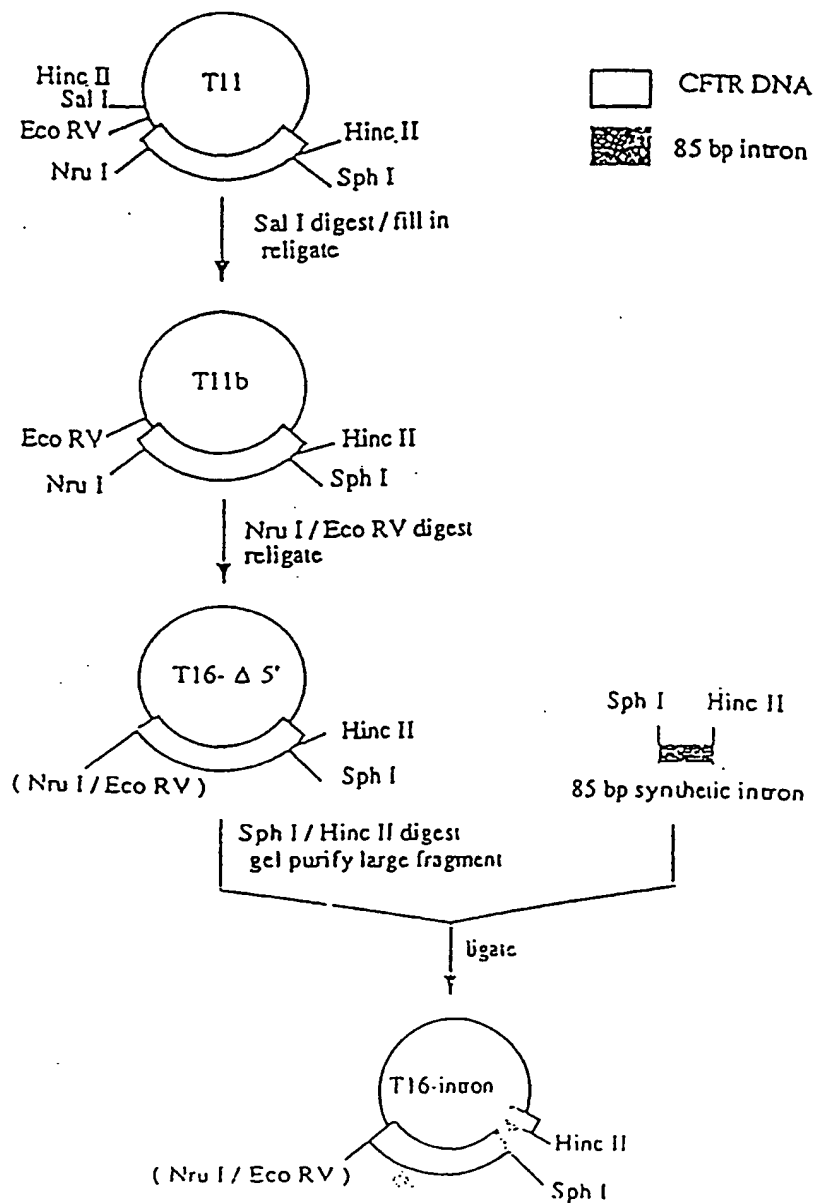 T11
Hinc II
Sal I
Eco RV
Nru I
Hinc II
Sph I
CFTR DNA
85 bp intron
Sal I digest / fill in
religate
T11b
Eco RV
Nru I
Hinc II
Sph I
Nru I / Eco RV digest
religate
T16- Δ 5'
Hinc II
Sph I
( Nru I / Eco RV )
Sph I Hinc II
85 bp synthetic intron
Sph I / Hinc II digest
gel purify large fragment
ligate
T16-intron
Hinc II
Sph I
( Nru I / Eco RV )